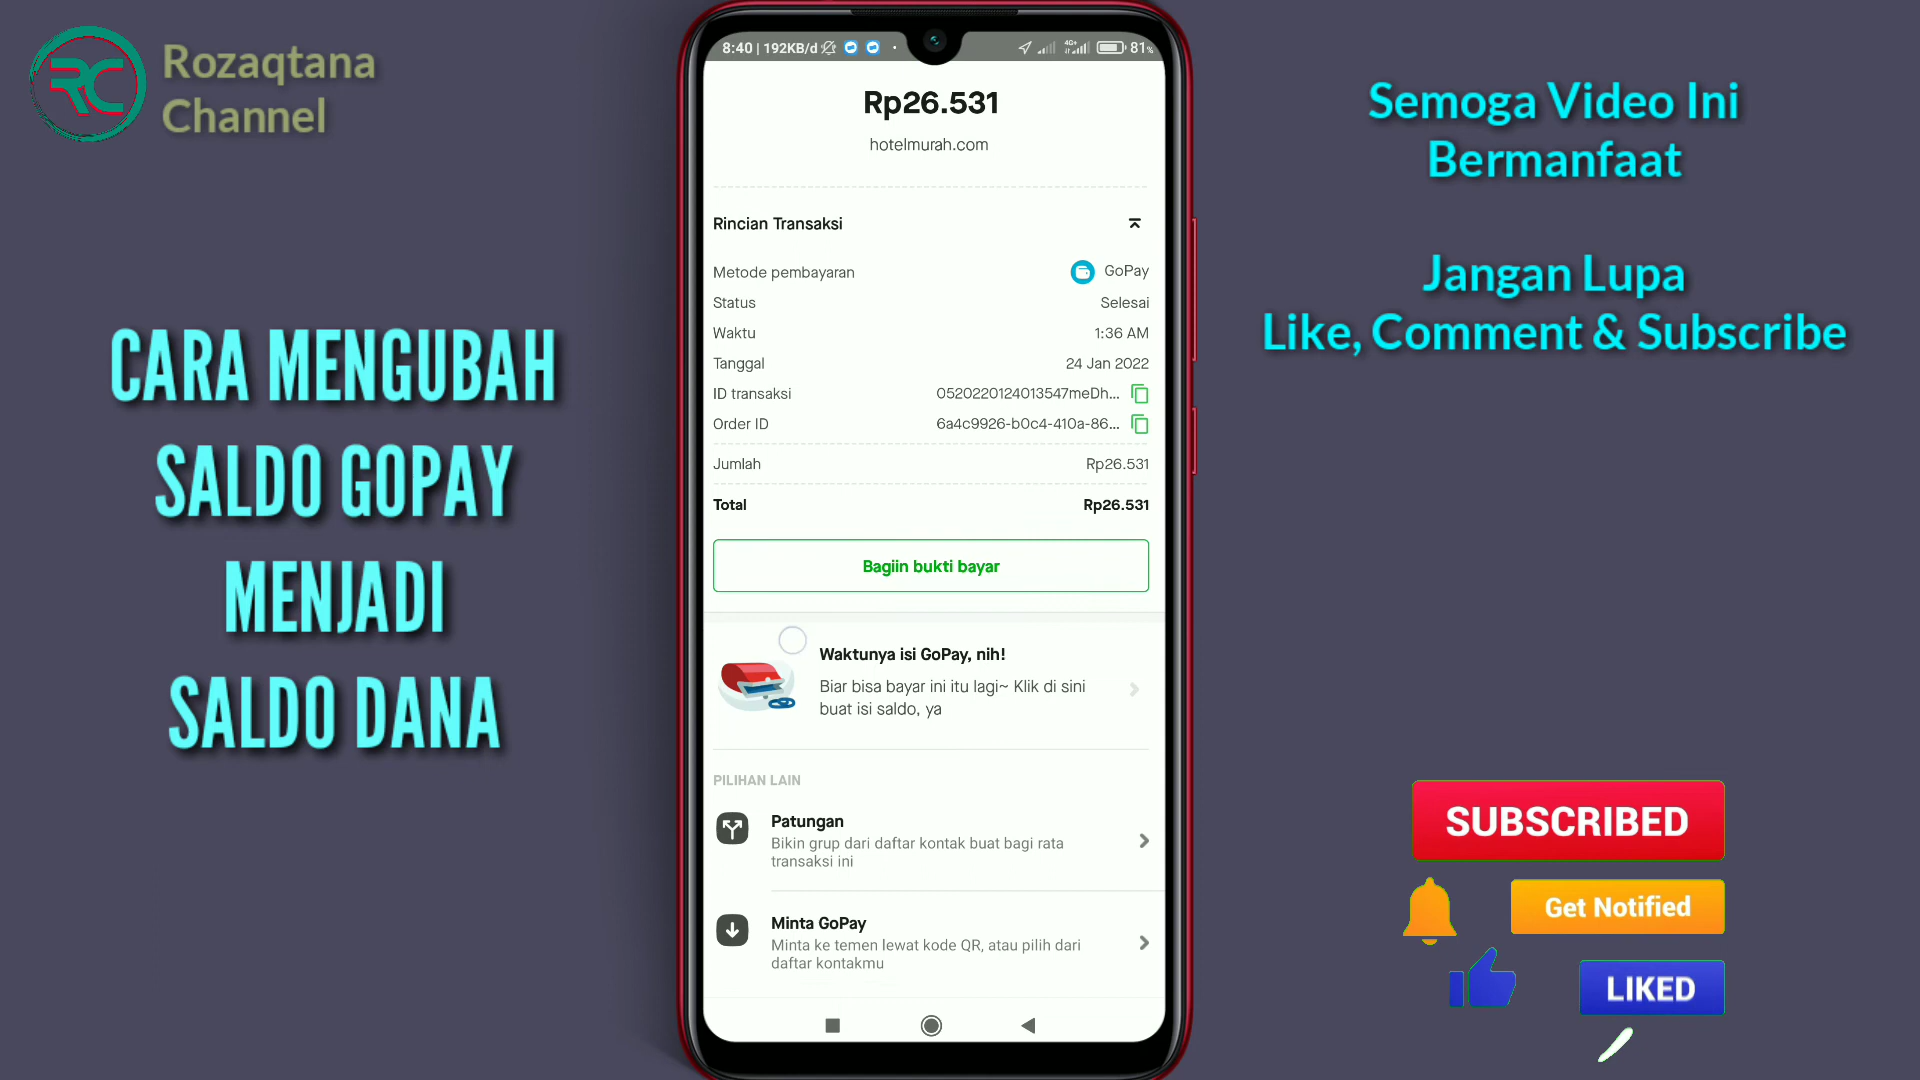 RC
Rozaqtana
Channel
CARA MENGUBAH
SALDO GOPAY
MENJADI
SALDO DANA
8:40 | 192KB/d
4G+
81%
Rp26.531
hotelmurah.com
Rincian Transaksi
Metode pembayaran GoPay
Status Selesai
Waktu 1:36 AM
Tanggal 24 Jan 2022
ID transaksi 0520220124013547meDh...
Order ID 6a4c9926-b0c4-410a-86...
Jumlah Rp26.531
Total Rp26.531
Bagiin bukti bayar
Waktunya isi GoPay, nih!
Biar bisa bayar ini itu lagi~ Klik di sini
buat isi saldo, ya
PILIHAN LAIN
Patungan
Bikin grup dari daftar kontak buat bagi rata
transaksi ini
Minta GoPay
Minta ke temen lewat kode QR, atau pilih dari
daftar kontakmu
Semoga Video Ini
Bermanfaat
Jangan Lupa
Like, Comment & Subscribe
SUBSCRIBED
Get Notified
LIKED